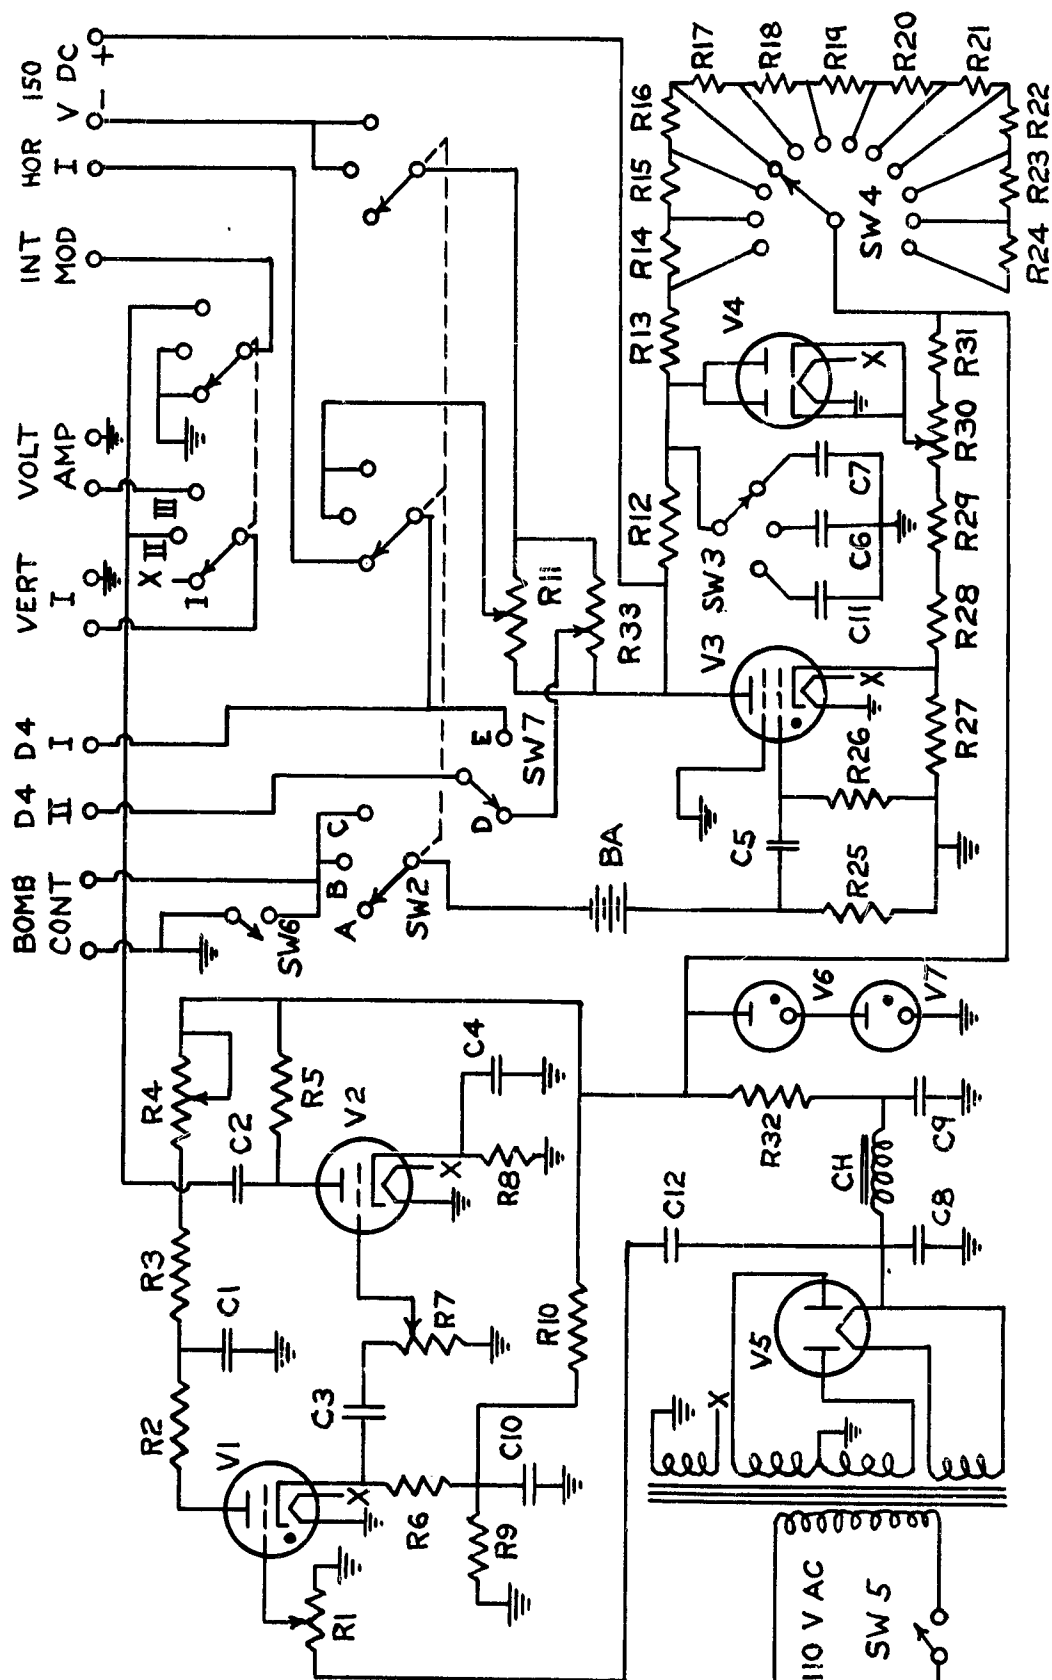 BOMB CONT
D4 II
D4 I
VERT I
VOLT AMP
INT MOD
HOR I
150 V DC
- +
X
I
II
III
R4
C2
R5
V2
C4
X
R8
R3
C1
R2
V1
C3
R7
R10
X
R6
R9
C10
R1
SW6
A
B
C
SW2
D
E
SW7
R11
R33
BA
C5
R25
R26
R27
V3
X
R28
R29
R30
R31
R12
SW3
C11
C6
C7
V4
X
R13
R14
R15
R16
R17
R18
R19
R20
R21
R22
R23
R24
SW4
V6
V7
R32
C9
CH
C8
C12
V5
X
110 V AC
SW5